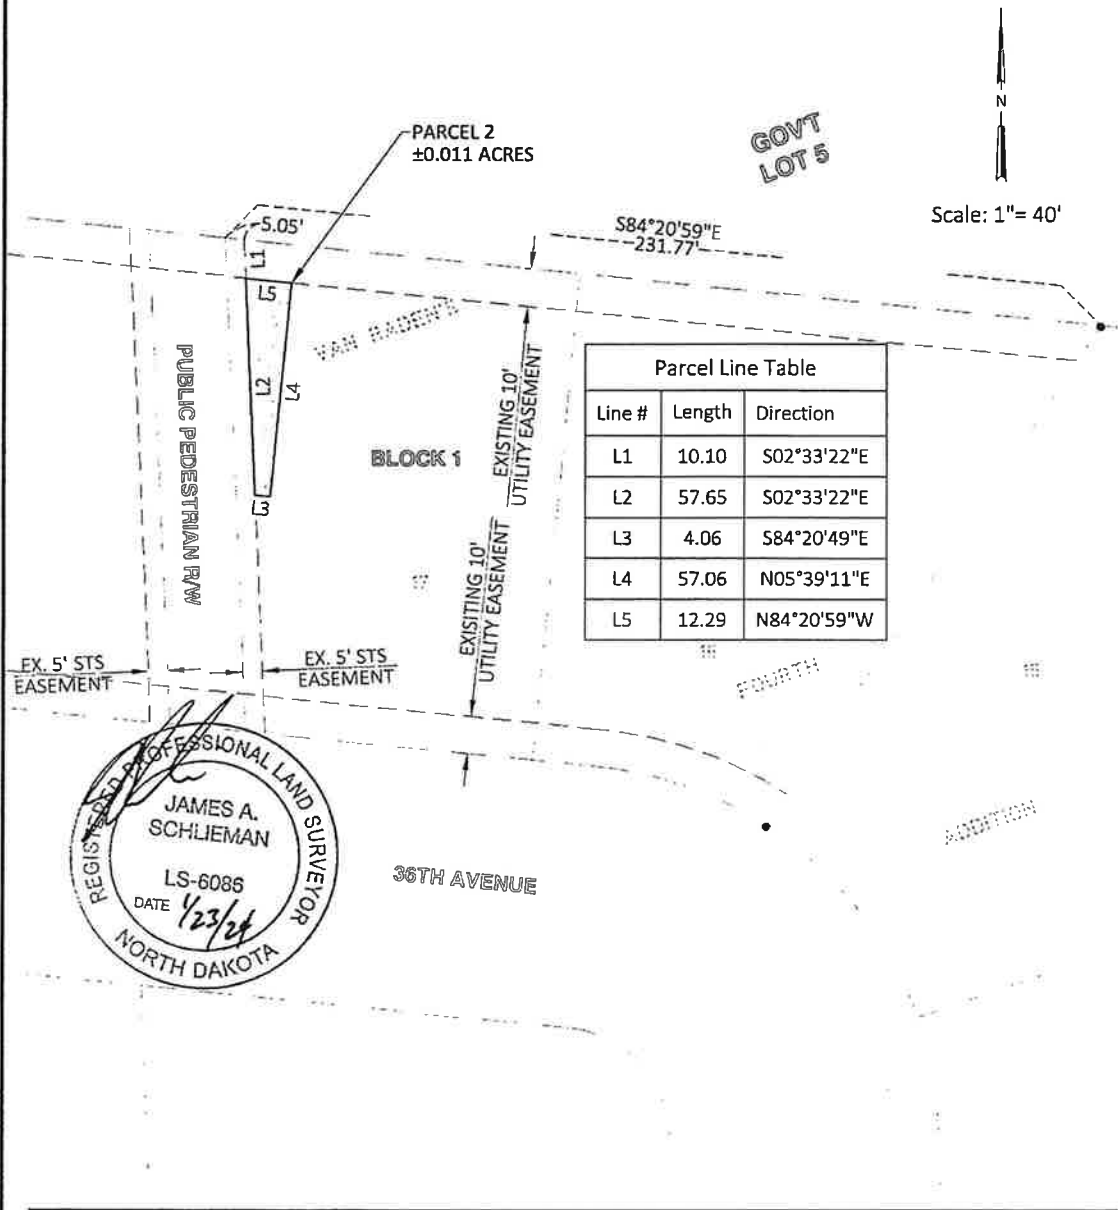 PARCEL 2
±0.011 ACRES
GOV'T
LOT 5
N
Scale: 1"= 40'
5.05'
S84°20'59"E
231.77'
L1
L5
VAN RADEN'S
L2
L4
L3
PUBLIC PEDESTRIAN R/W
BLOCK 1
EXISTING 10'
UTILITY EASEMENT
EXISITING 10'
UTILITY EASEMENT
Parcel Line Table
Line # Length Direction
L1 10.10 S02°33'22"E
L2 57.65 S02°33'22"E
L3 4.06 S84°20'49"E
L4 57.06 N05°39'11"E
L5 12.29 N84°20'59"W
17
16
FOURTH
EX. 5' STS
EASEMENT
EX. 5' STS
EASEMENT
REGISTERED PROFESSIONAL LAND SURVEYOR
JAMES A.
SCHLIEMAN
LS-6086
DATE 1/23/24
NORTH DAKOTA
36TH AVENUE
ADDITION